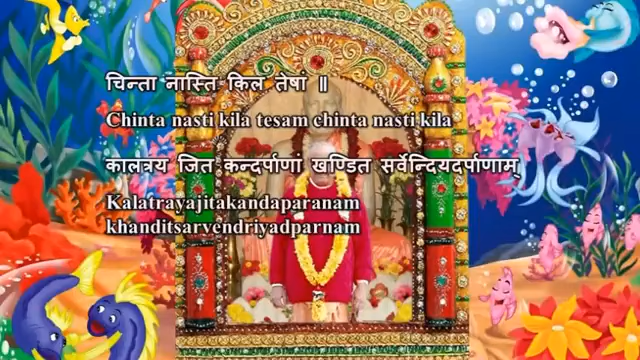 चिन्ता नास्ति किल तेषां ॥
Chinta nasti kila tesam chinta nasti kila
कालत्रय जित कन्दर्पाणां खण्डित सर्वेन्दियदर्पाणाम्
Kalatrayajitakandaparanam
khanditsarvendriyadparnam